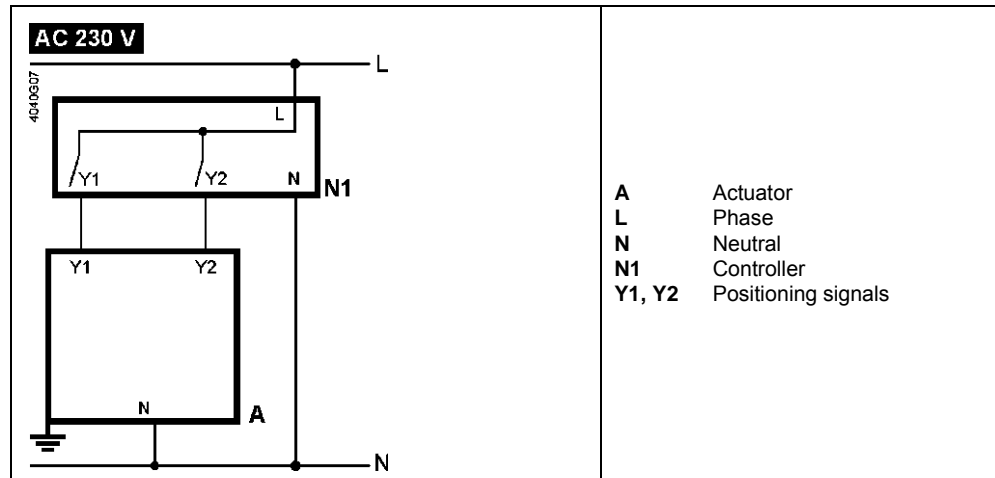 AC 230 V
L
4040G07
L
Y1 Y2 N
N1
Y1 Y2
N
A
N
A Actuator
L Phase
N Neutral
N1 Controller
Y1, Y2 Positioning signals